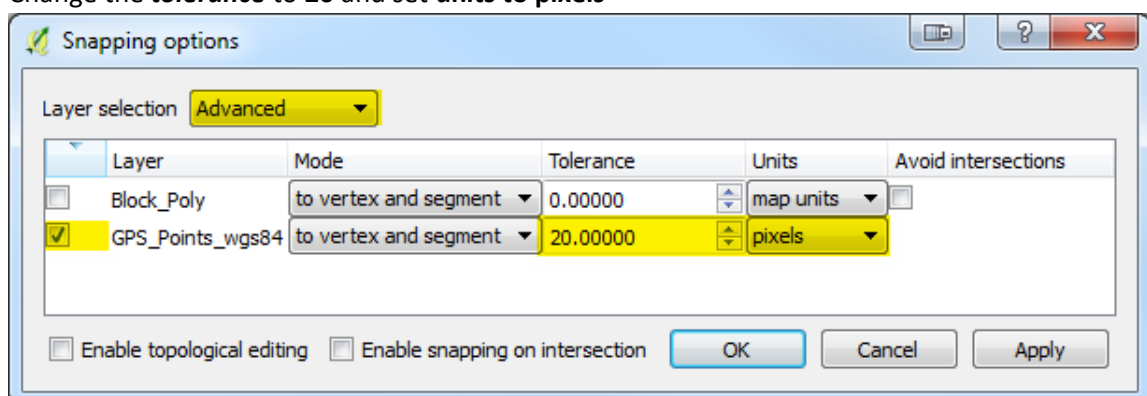 Change the tolerance to 20 and set units to pixels
Snapping options
Layer selection Advanced
Layer Mode Tolerance Units Avoid intersections
Block_Poly to vertex and segment 0.00000 map units
GPS_Points_wgs84 to vertex and segment 20.00000 pixels
Enable topological editing Enable snapping on intersection OK Cancel Apply